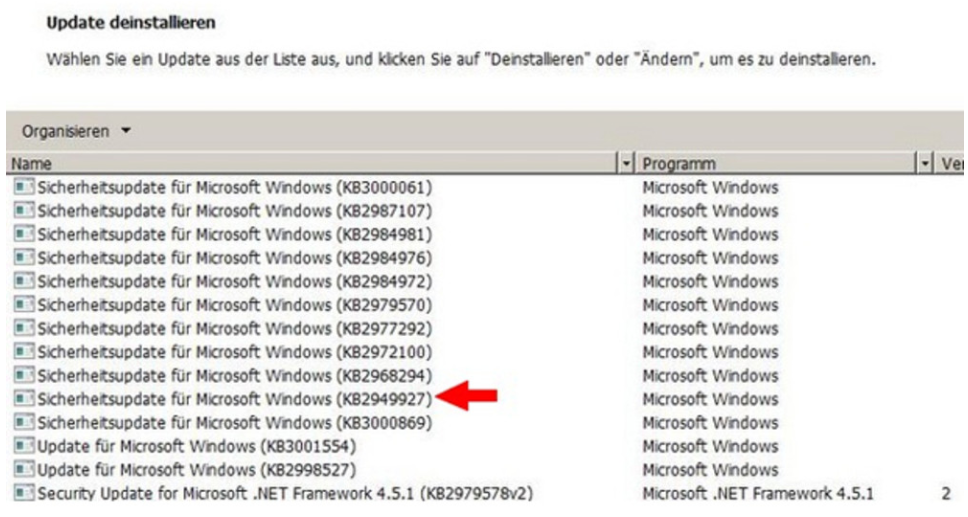 Update deinstallieren
Wählen Sie ein Update aus der Liste aus, und klicken Sie auf "Deinstallieren" oder "Ändern", um es zu deinstallieren.
Organisieren
Name Programm Ver
Sicherheitsupdate für Microsoft Windows (KB3000061) Microsoft Windows
Sicherheitsupdate für Microsoft Windows (KB2987107) Microsoft Windows
Sicherheitsupdate für Microsoft Windows (KB2984981) Microsoft Windows
Sicherheitsupdate für Microsoft Windows (KB2984976) Microsoft Windows
Sicherheitsupdate für Microsoft Windows (KB2984972) Microsoft Windows
Sicherheitsupdate für Microsoft Windows (KB2979570) Microsoft Windows
Sicherheitsupdate für Microsoft Windows (KB2977292) Microsoft Windows
Sicherheitsupdate für Microsoft Windows (KB2972100) Microsoft Windows
Sicherheitsupdate für Microsoft Windows (KB2968294) Microsoft Windows
Sicherheitsupdate für Microsoft Windows (KB2949927) Microsoft Windows
Sicherheitsupdate für Microsoft Windows (KB3000869) Microsoft Windows
Update für Microsoft Windows (KB3001554) Microsoft Windows
Update für Microsoft Windows (KB2998527) Microsoft Windows
Security Update for Microsoft .NET Framework 4.5.1 (KB2979578v2) Microsoft .NET Framework 4.5.1 2